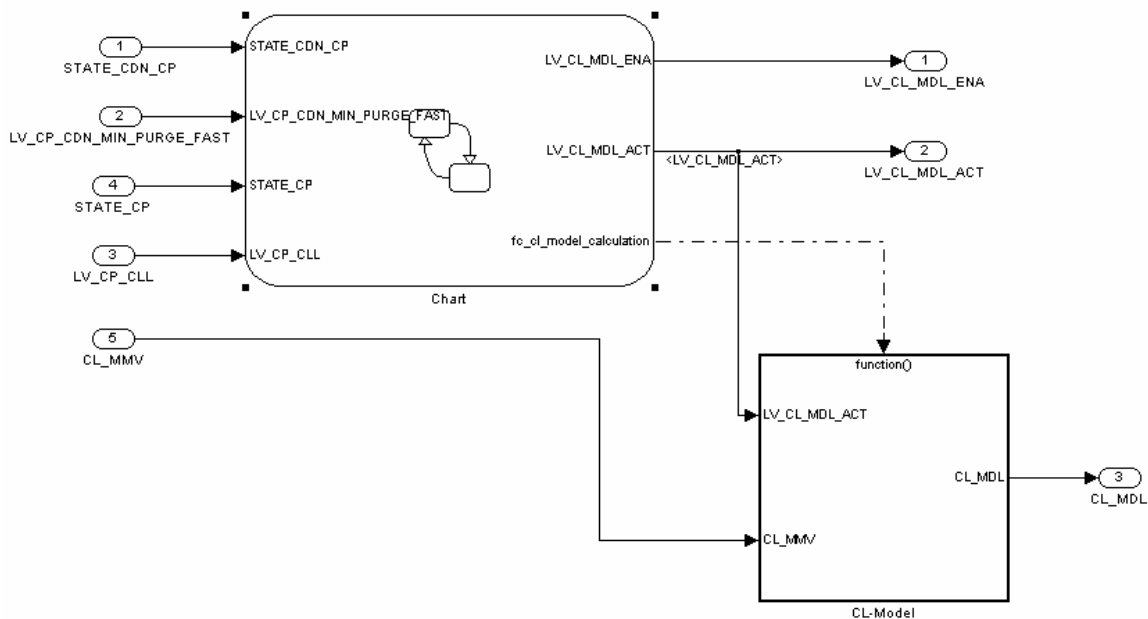 1
STATE_CDN_CP
2
LV_CP_CDN_MIN_PURGE_FAST
4
STATE_CP
3
LV_CP_CLL
5
CL_MMV
STATE_CDN_CP
LV_CP_CDN_MIN_PURGE_FAST
STATE_CP
LV_CP_CLL
LV_CL_MDL_ENA
LV_CL_MDL_ACT
fc_cl_model_calculation
Chart
<LV_CL_MDL_ACT>
1
LV_CL_MDL_ENA
2
LV_CL_MDL_ACT
function()
LV_CL_MDL_ACT
CL_MMV
CL_MDL
CL-Model
3
CL_MDL